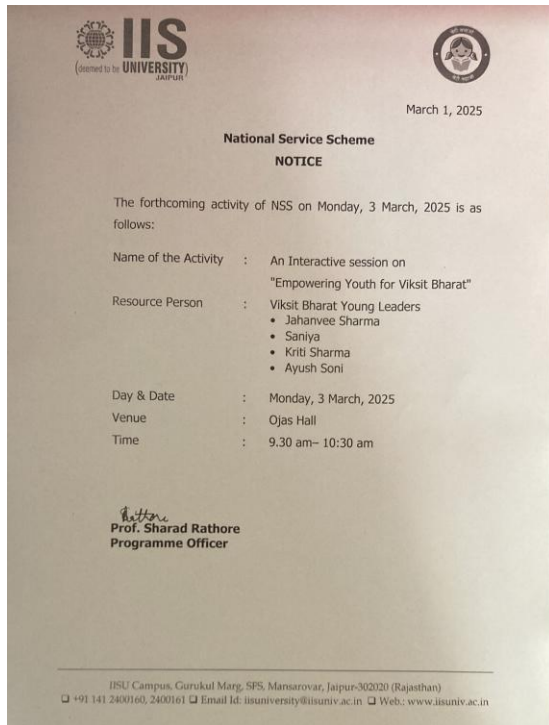 IIS
(deemed to be UNIVERSITY)
JAIPUR
March 1, 2025
National Service Scheme
NOTICE
The forthcoming activity of NSS on Monday, 3 March, 2025 is as
follows:
Name of the Activity : An Interactive session on
"Empowering Youth for Viksit Bharat"
Resource Person : Viksit Bharat Young Leaders
• Jahanvee Sharma
• Saniya
• Kriti Sharma
• Ayush Soni
Day & Date : Monday, 3 March, 2025
Venue : Ojas Hall
Time : 9.30 am– 10:30 am
Rathore
Prof. Sharad Rathore
Programme Officer
IISU Campus, Gurukul Marg, SFS, Mansarovar, Jaipur-302020 (Rajasthan)
❑ +91 141 2400160, 2400161 ❑ Email Id: iisuniversity@iisuniv.ac.in ❑ Web.: www.iisuniv.ac.in